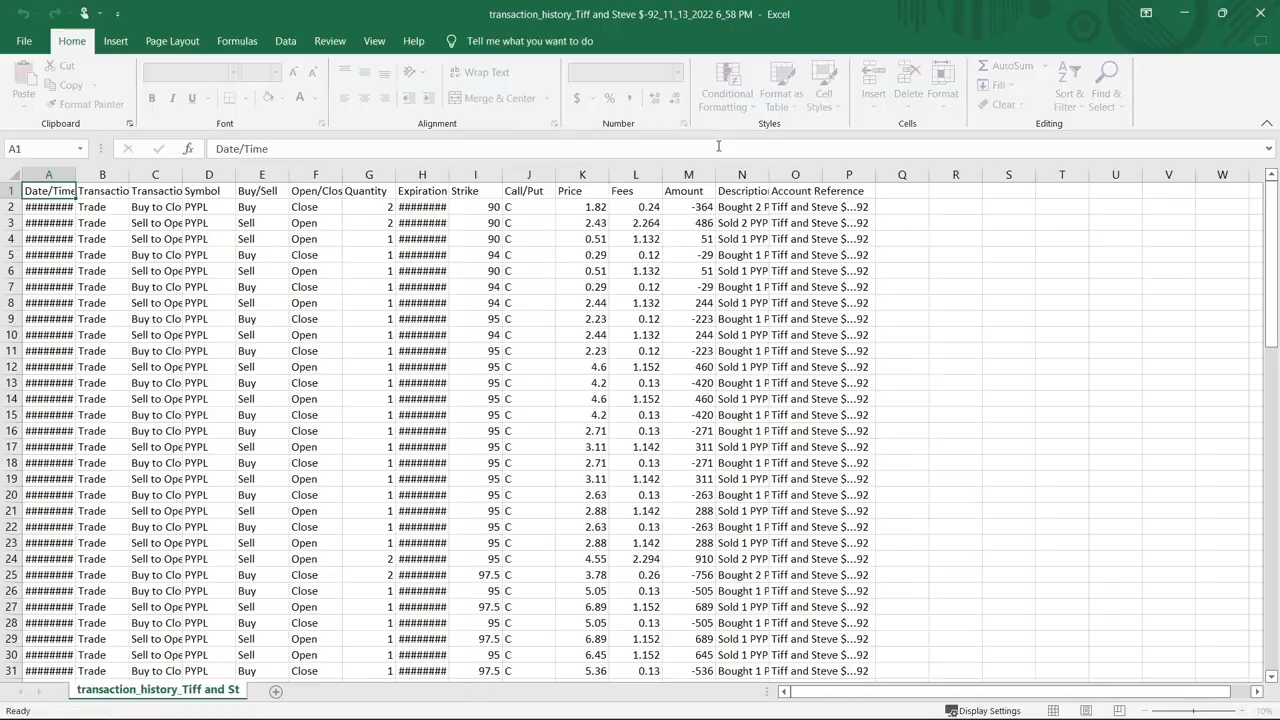 transaction_history_Tiff and Steve $-92_11_13_2022 6_58 PM - Excel
File Home Insert Page Layout Formulas Data Review View Help Tell me what you want to do
Cut
Copy
Format Painter
Paste
Wrap Text
Merge & Center
Conditional Formatting
Format as Table
Cell Styles
Insert Delete Format
AutoSum
Fill
Clear
Sort & Filter
Find & Select
Clipboard Font Alignment Number Styles Cells Editing
A1 fx Date/Time
A B C D E F G H I J K L M N O P Q R S T U V W
1 Date/Time Transactio Transactio Symbol Buy/Sell Open/Clos Quantity Expiration Strike Call/Put Price Fees Amount Descriptio Account Reference
2 ######## Trade Buy to Clo PYPL Buy Close 2 ######## 90 C 1.82 0.24 -364 Bought 2 P Tiff and Steve $...92
3 ######## Trade Sell to Ope PYPL Sell Open 2 ######## 90 C 2.43 2.264 486 Sold 2 PYP Tiff and Steve $...92
4 ######## Trade Sell to Ope PYPL Sell Open 1 ######## 90 C 0.51 1.132 51 Sold 1 PYP Tiff and Steve $...92
5 ######## Trade Buy to Clo PYPL Buy Close 1 ######## 94 C 0.29 0.12 -29 Bought 1 P Tiff and Steve $...92
6 ######## Trade Sell to Ope PYPL Sell Open 1 ######## 90 C 0.51 1.132 51 Sold 1 PYP Tiff and Steve $...92
7 ######## Trade Buy to Clo PYPL Buy Close 1 ######## 94 C 0.29 0.12 -29 Bought 1 P Tiff and Steve $...92
8 ######## Trade Sell to Ope PYPL Sell Open 1 ######## 94 C 2.44 1.132 244 Sold 1 PYP Tiff and Steve $...92
9 ######## Trade Buy to Clo PYPL Buy Close 1 ######## 95 C 2.23 0.12 -223 Bought 1 P Tiff and Steve $...92
10 ######## Trade Sell to Ope PYPL Sell Open 1 ######## 94 C 2.44 1.132 244 Sold 1 PYP Tiff and Steve $...92
11 ######## Trade Buy to Clo PYPL Buy Close 1 ######## 95 C 2.23 0.12 -223 Bought 1 P Tiff and Steve $...92
12 ######## Trade Sell to Ope PYPL Sell Open 1 ######## 95 C 4.6 1.152 460 Sold 1 PYP Tiff and Steve $...92
13 ######## Trade Buy to Clo PYPL Buy Close 1 ######## 95 C 4.2 0.13 -420 Bought 1 P Tiff and Steve $...92
14 ######## Trade Sell to Ope PYPL Sell Open 1 ######## 95 C 4.6 1.152 460 Sold 1 PYP Tiff and Steve $...92
15 ######## Trade Buy to Clo PYPL Buy Close 1 ######## 95 C 4.2 0.13 -420 Bought 1 P Tiff and Steve $...92
16 ######## Trade Buy to Clo PYPL Buy Close 1 ######## 95 C 2.71 0.13 -271 Bought 1 P Tiff and Steve $...92
17 ######## Trade Sell to Ope PYPL Sell Open 1 ######## 95 C 3.11 1.142 311 Sold 1 PYP Tiff and Steve $...92
18 ######## Trade Buy to Clo PYPL Buy Close 1 ######## 95 C 2.71 0.13 -271 Bought 1 P Tiff and Steve $...92
19 ######## Trade Sell to Ope PYPL Sell Open 1 ######## 95 C 3.11 1.142 311 Sold 1 PYP Tiff and Steve $...92
20 ######## Trade Buy to Clo PYPL Buy Close 1 ######## 95 C 2.63 0.13 -263 Bought 1 P Tiff and Steve $...92
21 ######## Trade Sell to Ope PYPL Sell Open 1 ######## 95 C 2.88 1.142 288 Sold 1 PYP Tiff and Steve $...92
22 ######## Trade Buy to Clo PYPL Buy Close 1 ######## 95 C 2.63 0.13 -263 Bought 1 P Tiff and Steve $...92
23 ######## Trade Sell to Ope PYPL Sell Open 1 ######## 95 C 2.88 1.142 288 Sold 1 PYP Tiff and Steve $...92
24 ######## Trade Sell to Ope PYPL Sell Open 2 ######## 95 C 4.55 2.294 910 Sold 2 PYP Tiff and Steve $...92
25 ######## Trade Buy to Clo PYPL Buy Close 2 ######## 97.5 C 3.78 0.26 -756 Bought 2 P Tiff and Steve $...92
26 ######## Trade Buy to Clo PYPL Buy Close 1 ######## 95 C 5.05 0.13 -505 Bought 1 P Tiff and Steve $...92
27 ######## Trade Sell to Ope PYPL Sell Open 1 ######## 97.5 C 6.89 1.152 689 Sold 1 PYP Tiff and Steve $...92
28 ######## Trade Buy to Clo PYPL Buy Close 1 ######## 95 C 5.05 0.13 -505 Bought 1 P Tiff and Steve $...92
29 ######## Trade Sell to Ope PYPL Sell Open 1 ######## 97.5 C 6.89 1.152 689 Sold 1 PYP Tiff and Steve $...92
30 ######## Trade Sell to Ope PYPL Sell Open 1 ######## 95 C 6.45 1.152 645 Sold 1 PYP Tiff and Steve $...92
31 ######## Trade Buy to Clo PYPL Buy Close 1 ######## 97.5 C 5.36 0.13 -536 Bought 1 P Tiff and Steve $...92
transaction_history_Tiff and St
Ready Display Settings 10%